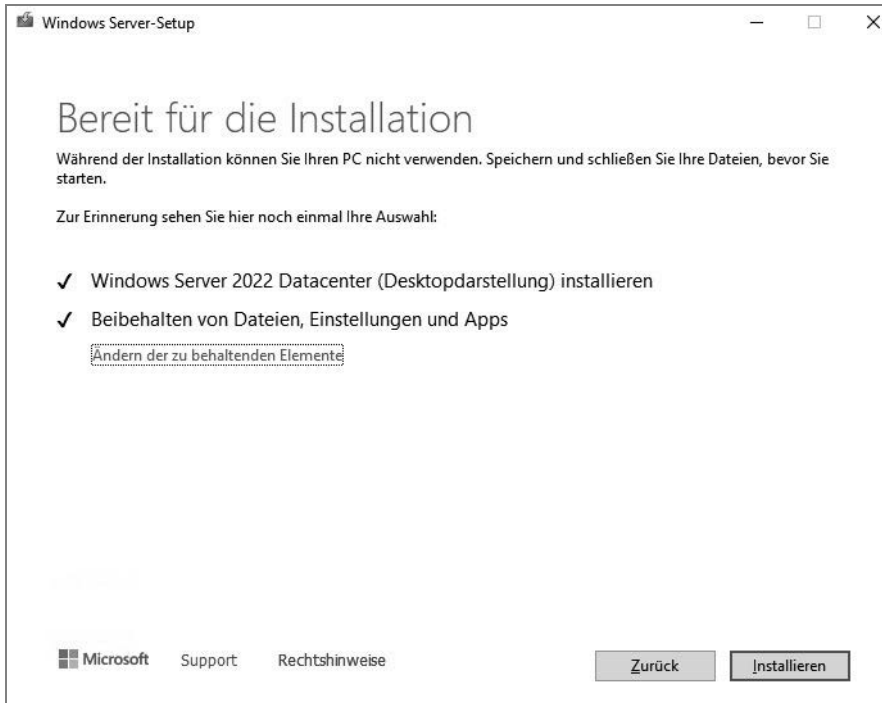 Windows Server-Setup
Bereit für die Installation
Während der Installation können Sie Ihren PC nicht verwenden. Speichern und schließen Sie Ihre Dateien, bevor Sie
starten.
Zur Erinnerung sehen Sie hier noch einmal Ihre Auswahl:
Windows Server 2022 Datacenter (Desktopdarstellung) installieren
Beibehalten von Dateien, Einstellungen und Apps
Ändern der zu behaltenden Elemente
Microsoft Support Rechtshinweise Zurück Installieren